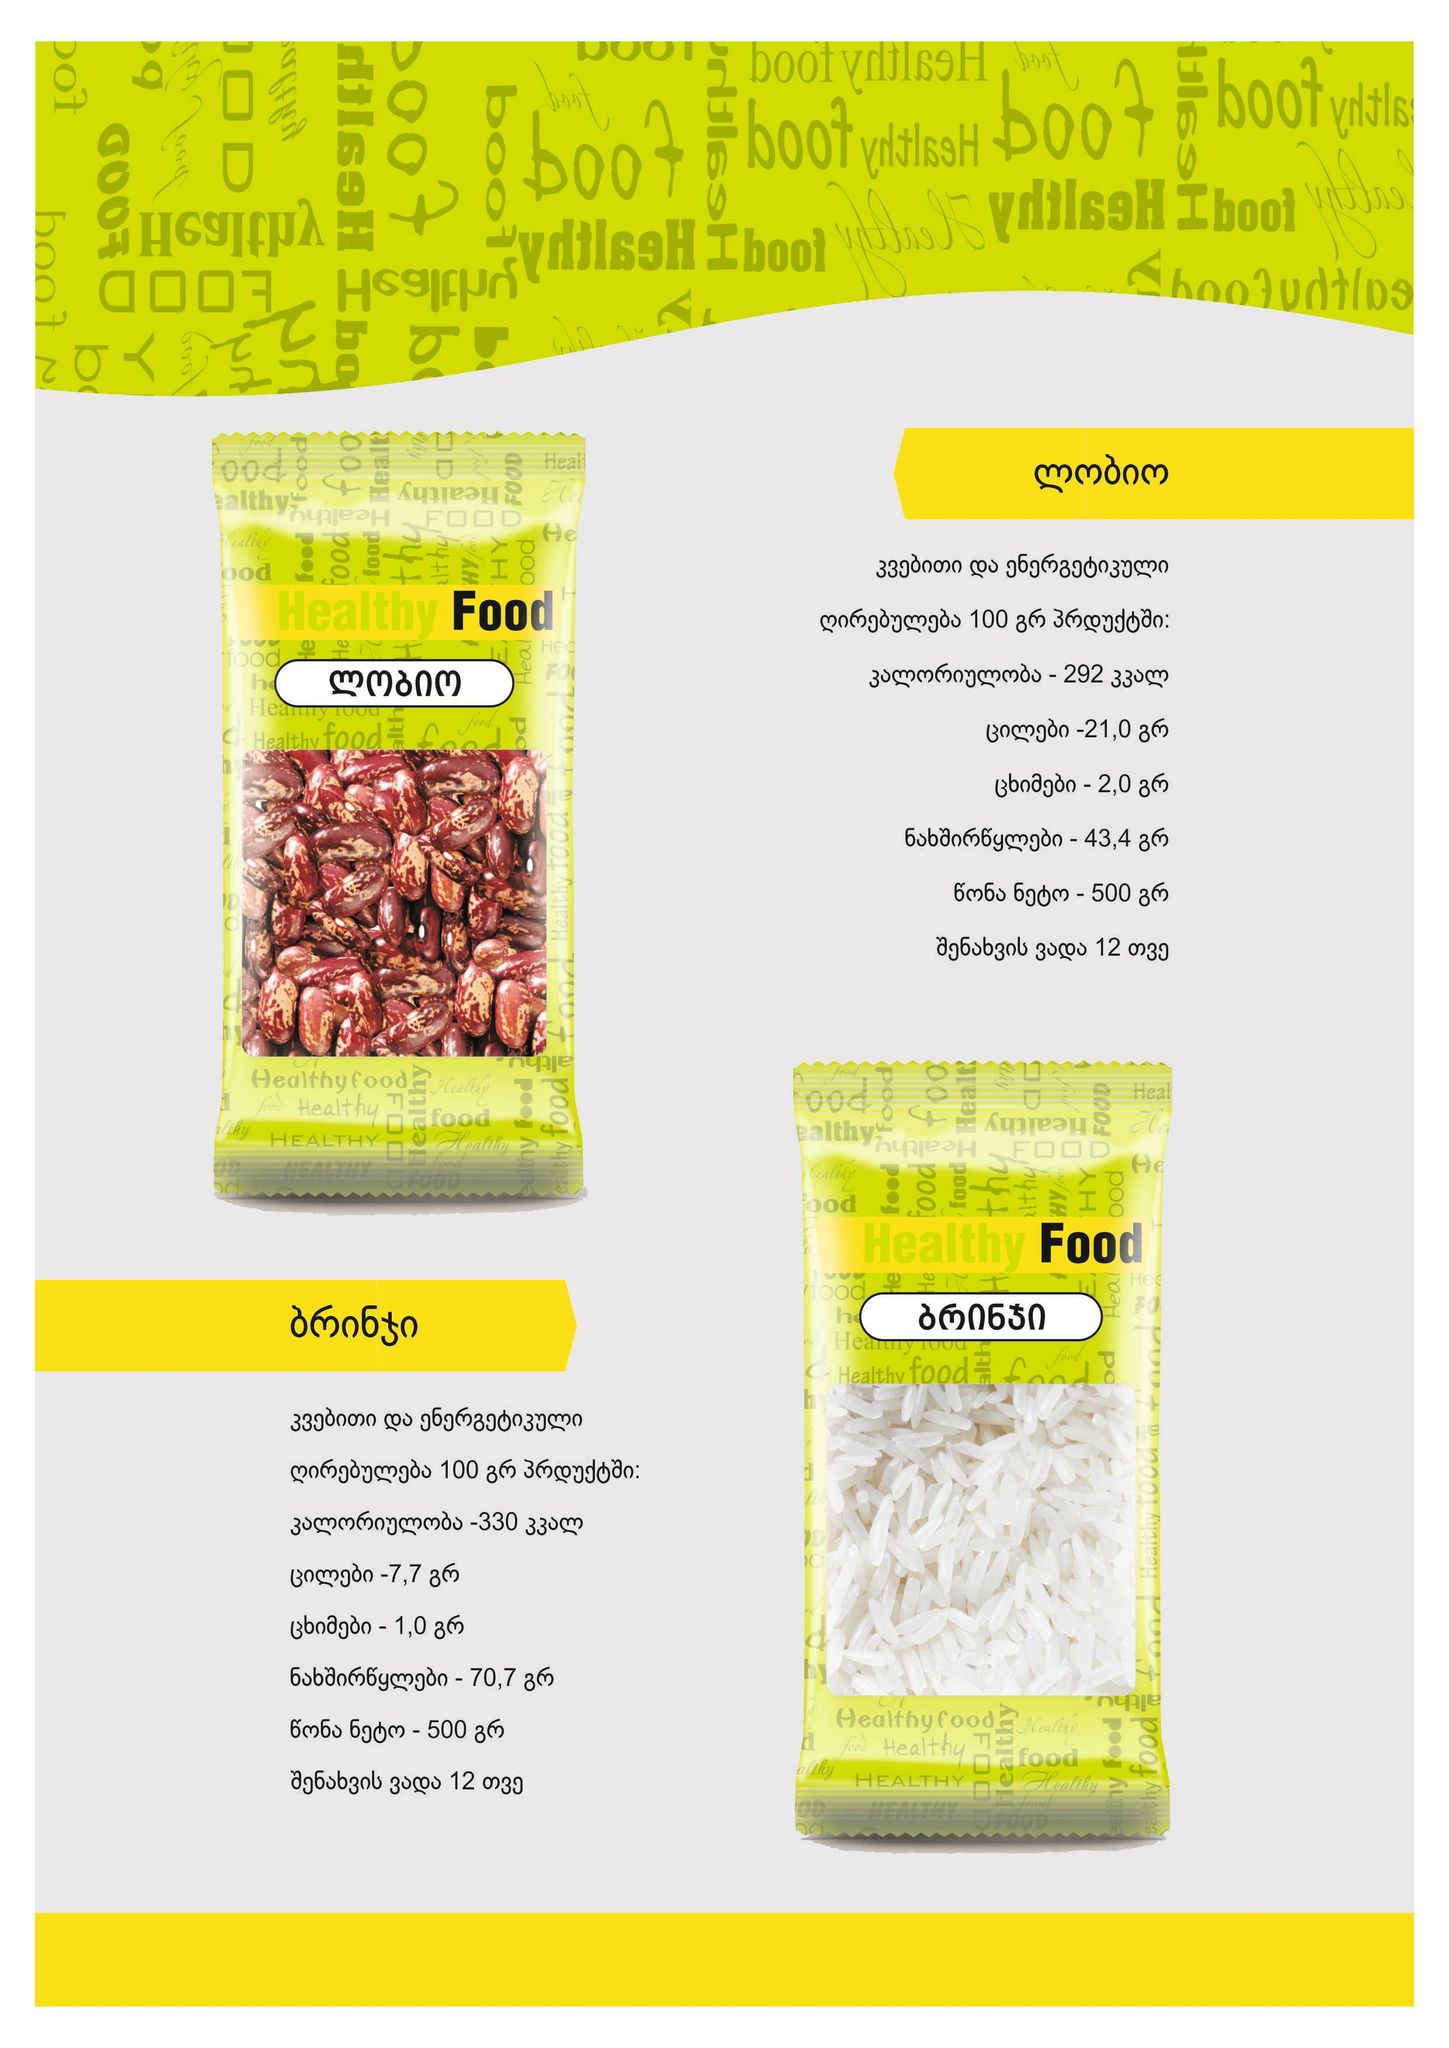 ლობიო
კვებითი და ენერგეტიკული
ღირებულება 100 გრ პრდუქტში:
კალორიულობა - 292 კკალ
ცილები -21,0 გრ
ცხიმები - 2,0 გრ
ნახშირწყლები - 43,4 გრ
წონა ნეტო - 500 გრ
შენახვის ვადა 12 თვე
Healthy Food
ლობიო
ბრინჯი
კვებითი და ენერგეტიკული
ღირებულება 100 გრ პრდუქტში:
კალორიულობა -330 კკალ
ცილები -7,7 გრ
ცხიმები - 1,0 გრ
ნახშირწყლები - 70,7 გრ
წონა ნეტო - 500 გრ
შენახვის ვადა 12 თვე
Healthy Food
ბრინჯი